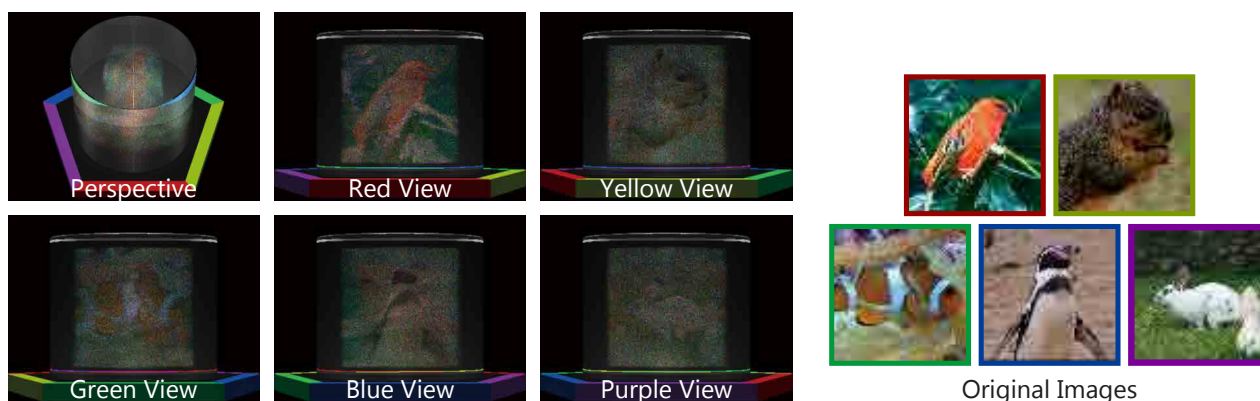 Perspective
Red View
Yellow View
Green View
Blue View
Purple View
Original Images